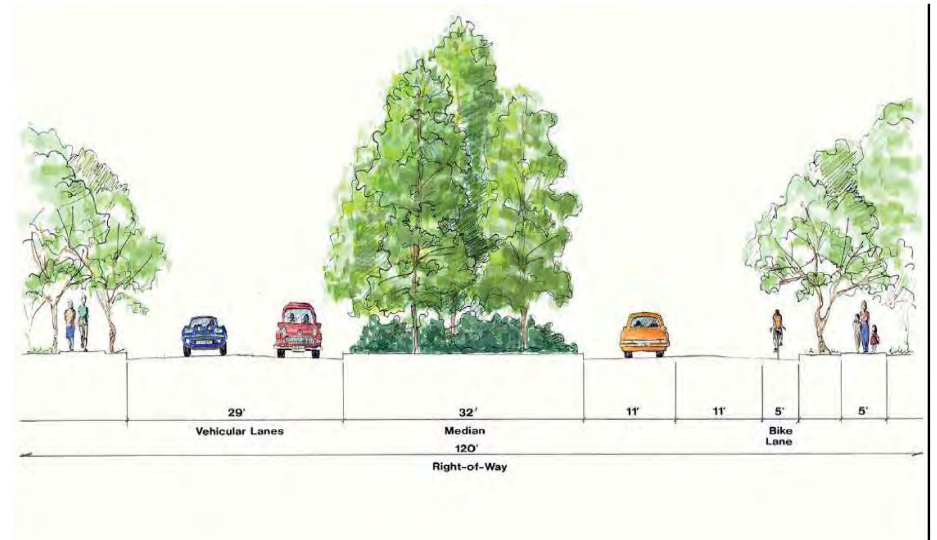 29' 32' 11' 11' 5' 5'
Vehicular Lanes Median Bike
Lane
120'
Right-of-Way